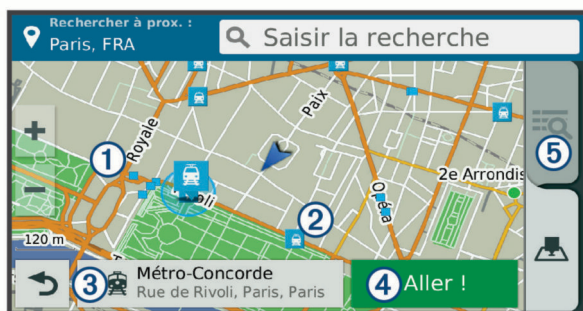 Rechercher à prox. :
Paris, FRA
Saisir la recherche
+
Paix
Royale
1
5
2e Arrondis
Opéra
−
2
120 m
3
Métro-Concorde
Rue de Rivoli, Paris, Paris
4
Aller !